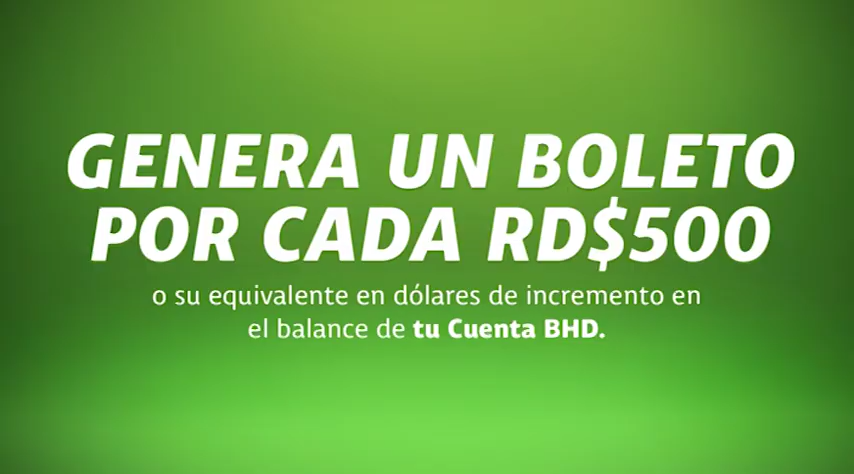 GENERA UN BOLETO
POR CADA RD$500
o su equivalente en dólares de incremento en
el balance de tu Cuenta BHD.